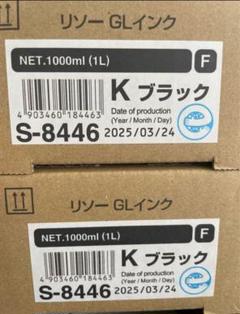 リソー GLインク
NET.1000ml (1L) F
K ブラック
4 903460 184463
Date of production
(Year / Month / Day)
S-8446 2025/03/24
リソー GLインク
NET.1000ml (1L) F
K ブラック
4 903460 184463
Date of production
(Year / Month / Day)
S-8446 2025/03/24